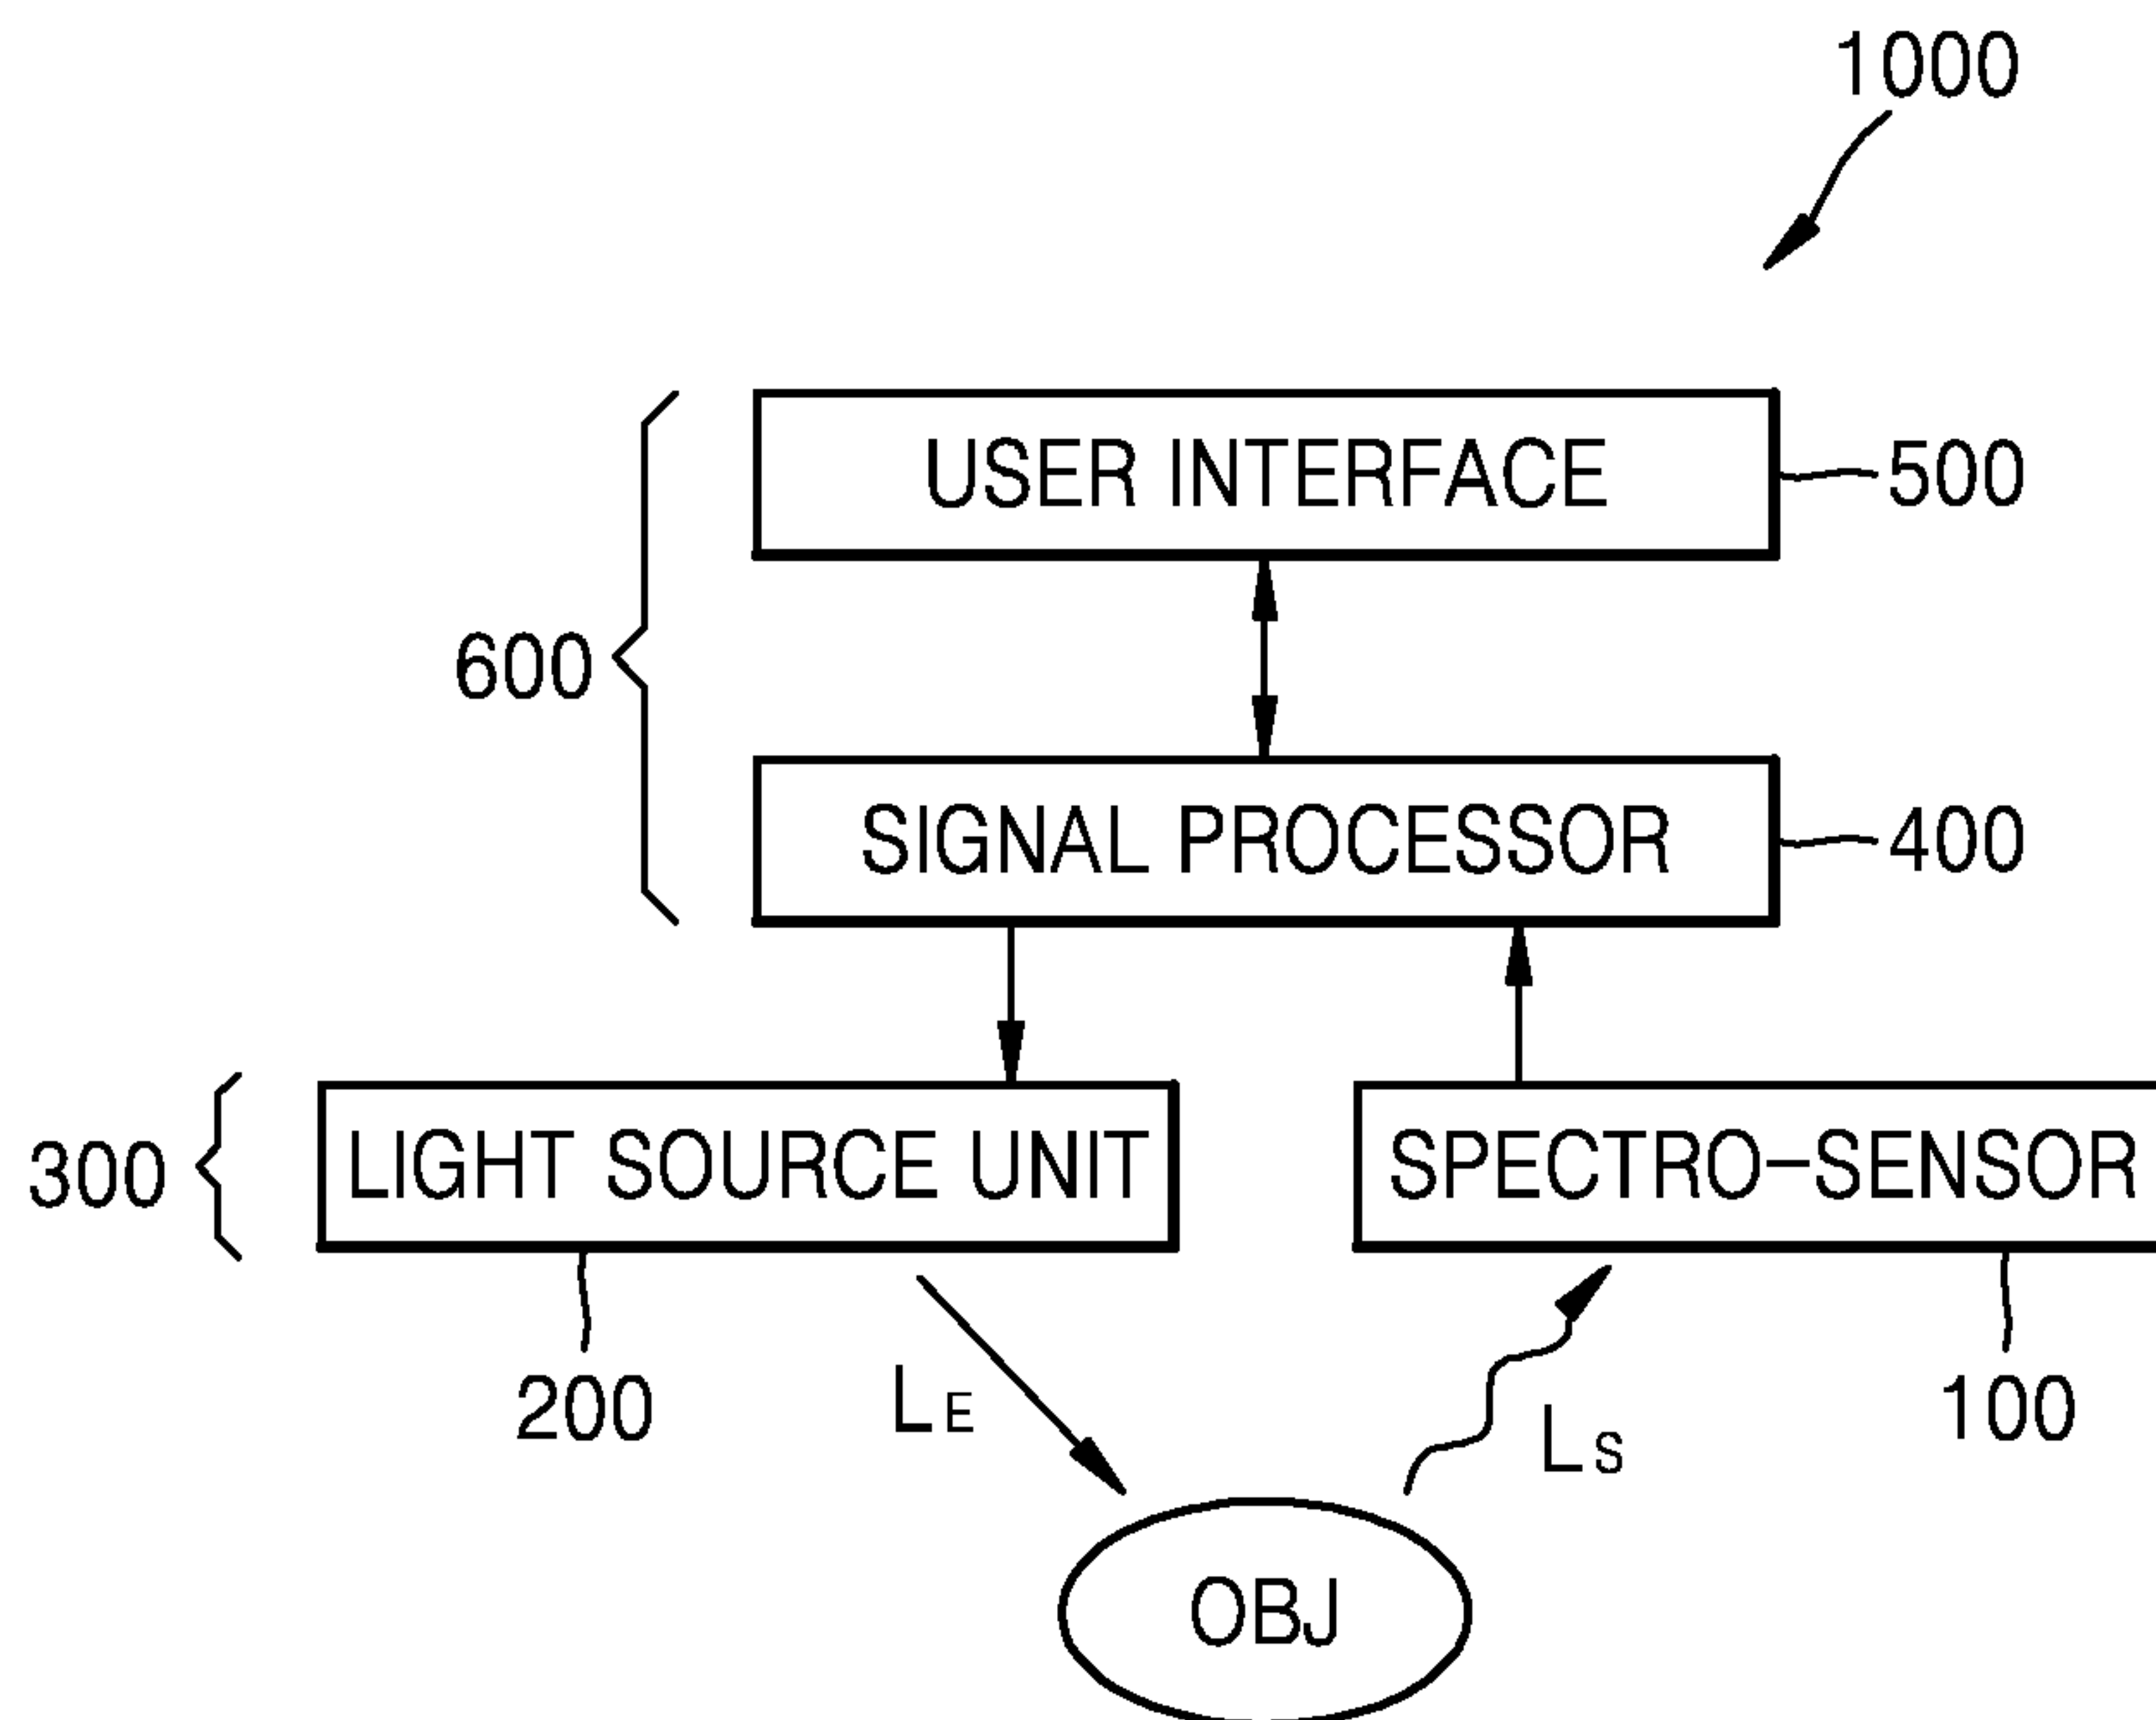 1000
USER INTERFACE
500
600
SIGNAL PROCESSOR
400
300
LIGHT SOURCE UNIT
SPECTRO-SENSOR
200
LE
LS
100
OBJ